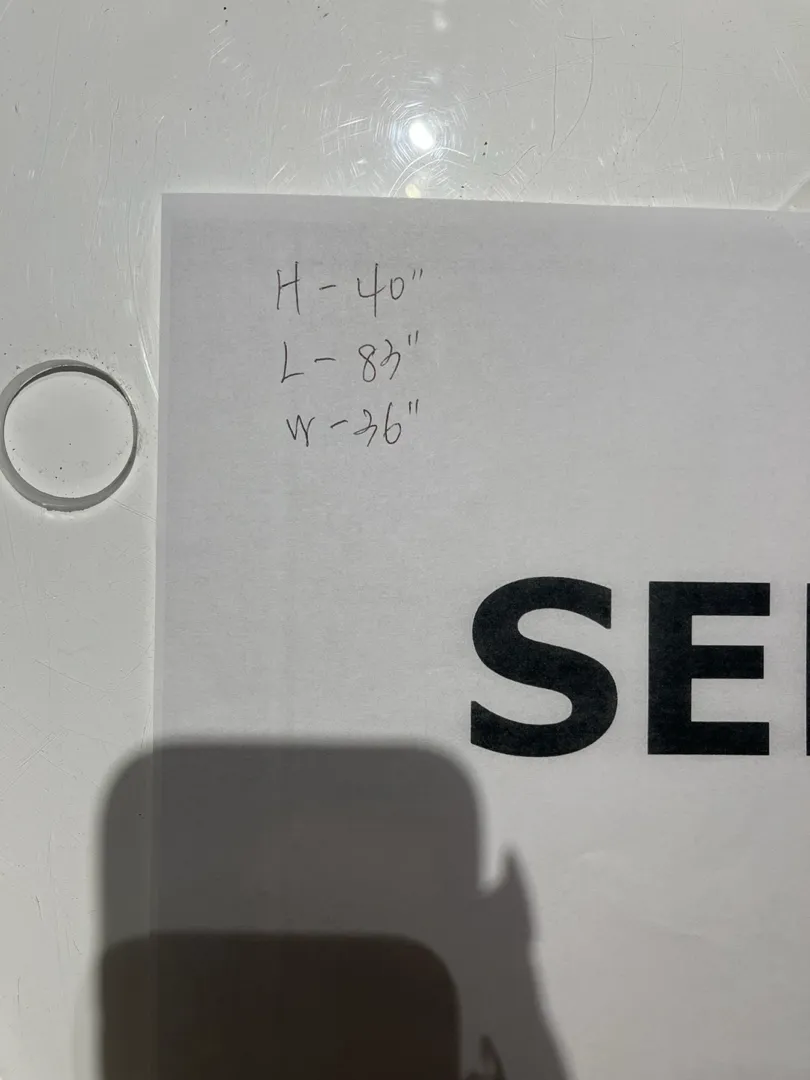 H - 40"
L - 83"
W - 36"
SE